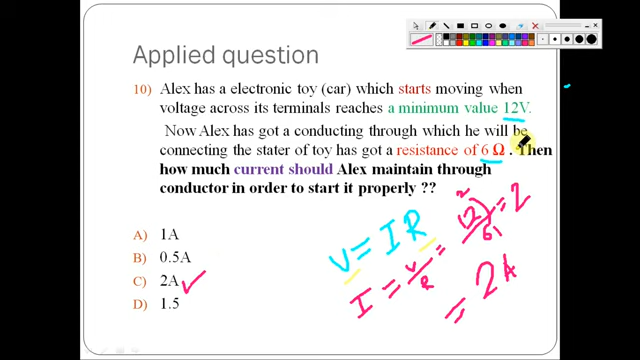 Applied question
10) Alex has a electronic toy (car) which starts moving when
voltage across its terminals reaches a minimum value 12V.
Now Alex has got a conducting through which he will be
connecting the stater of toy has got a resistance of 6 Ω . Then
how much current should Alex maintain through
conductor in order to start it properly ??
A) 1A
B) 0.5A
C) 2A
D) 1.5
V = I R
I = V/R = 12/6 = 2
= 2A